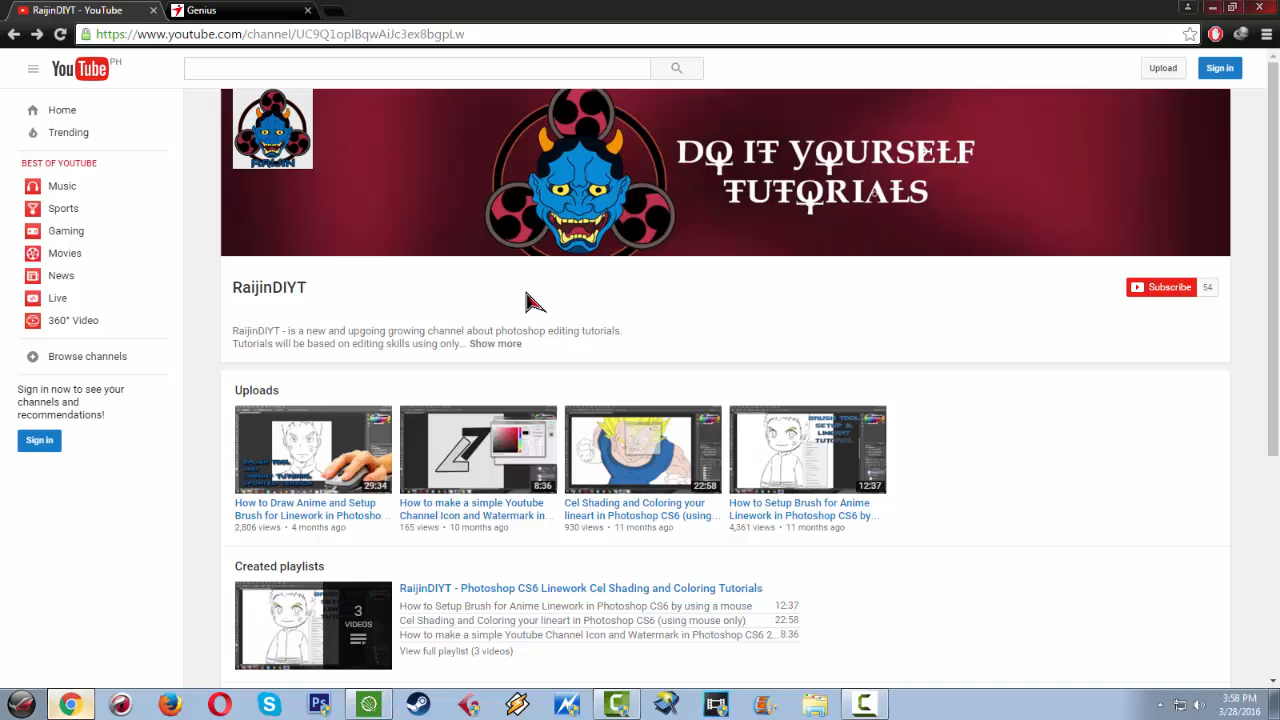 RaijinDIYT - YouTube
Genius
https://www.youtube.com/channel/UC9Q1oplBqwAiJc3ex8bgpLw
YouTube PH
Upload
Sign in
Home
Trending
BEST OF YOUTUBE
Music
Sports
Gaming
Movies
News
Live
360° Video
Browse channels
Sign in now to see your
channels and
recommendations!
Sign in
RAIJIN
DO IT YOURSELF
TUTORIALS
RaijinDIYT
Subscribe 54
RaijinDIYT - is a new and upgoing growing channel about photoshop editing tutorials.
Tutorials will be based on editing skills using only... Show more
Uploads
29:34
8:36
22:58
BRUSH TOOL
SETUP &
LINEART
TUTORIAL
12:37
How to Draw Anime and Setup
Brush for Linework in Photosho...
2,806 views • 4 months ago
How to make a simple Youtube
Channel Icon and Watermark in...
165 views • 10 months ago
Cel Shading and Coloring your
lineart in Photoshop CS6 (using...
930 views • 11 months ago
How to Setup Brush for Anime
Linework in Photoshop CS6 by...
4,361 views • 11 months ago
Created playlists
3
VIDEOS
RaijinDIYT - Photoshop CS6 Linework Cel Shading and Coloring Tutorials
How to Setup Brush for Anime Linework in Photoshop CS6 by using a mouse 12:37
Cel Shading and Coloring your lineart in Photoshop CS6 (using mouse only) 22:58
How to make a simple Youtube Channel Icon and Watermark in Photoshop CS6 2... 8:36
View full playlist (3 videos)
3:58 PM
3/28/2016